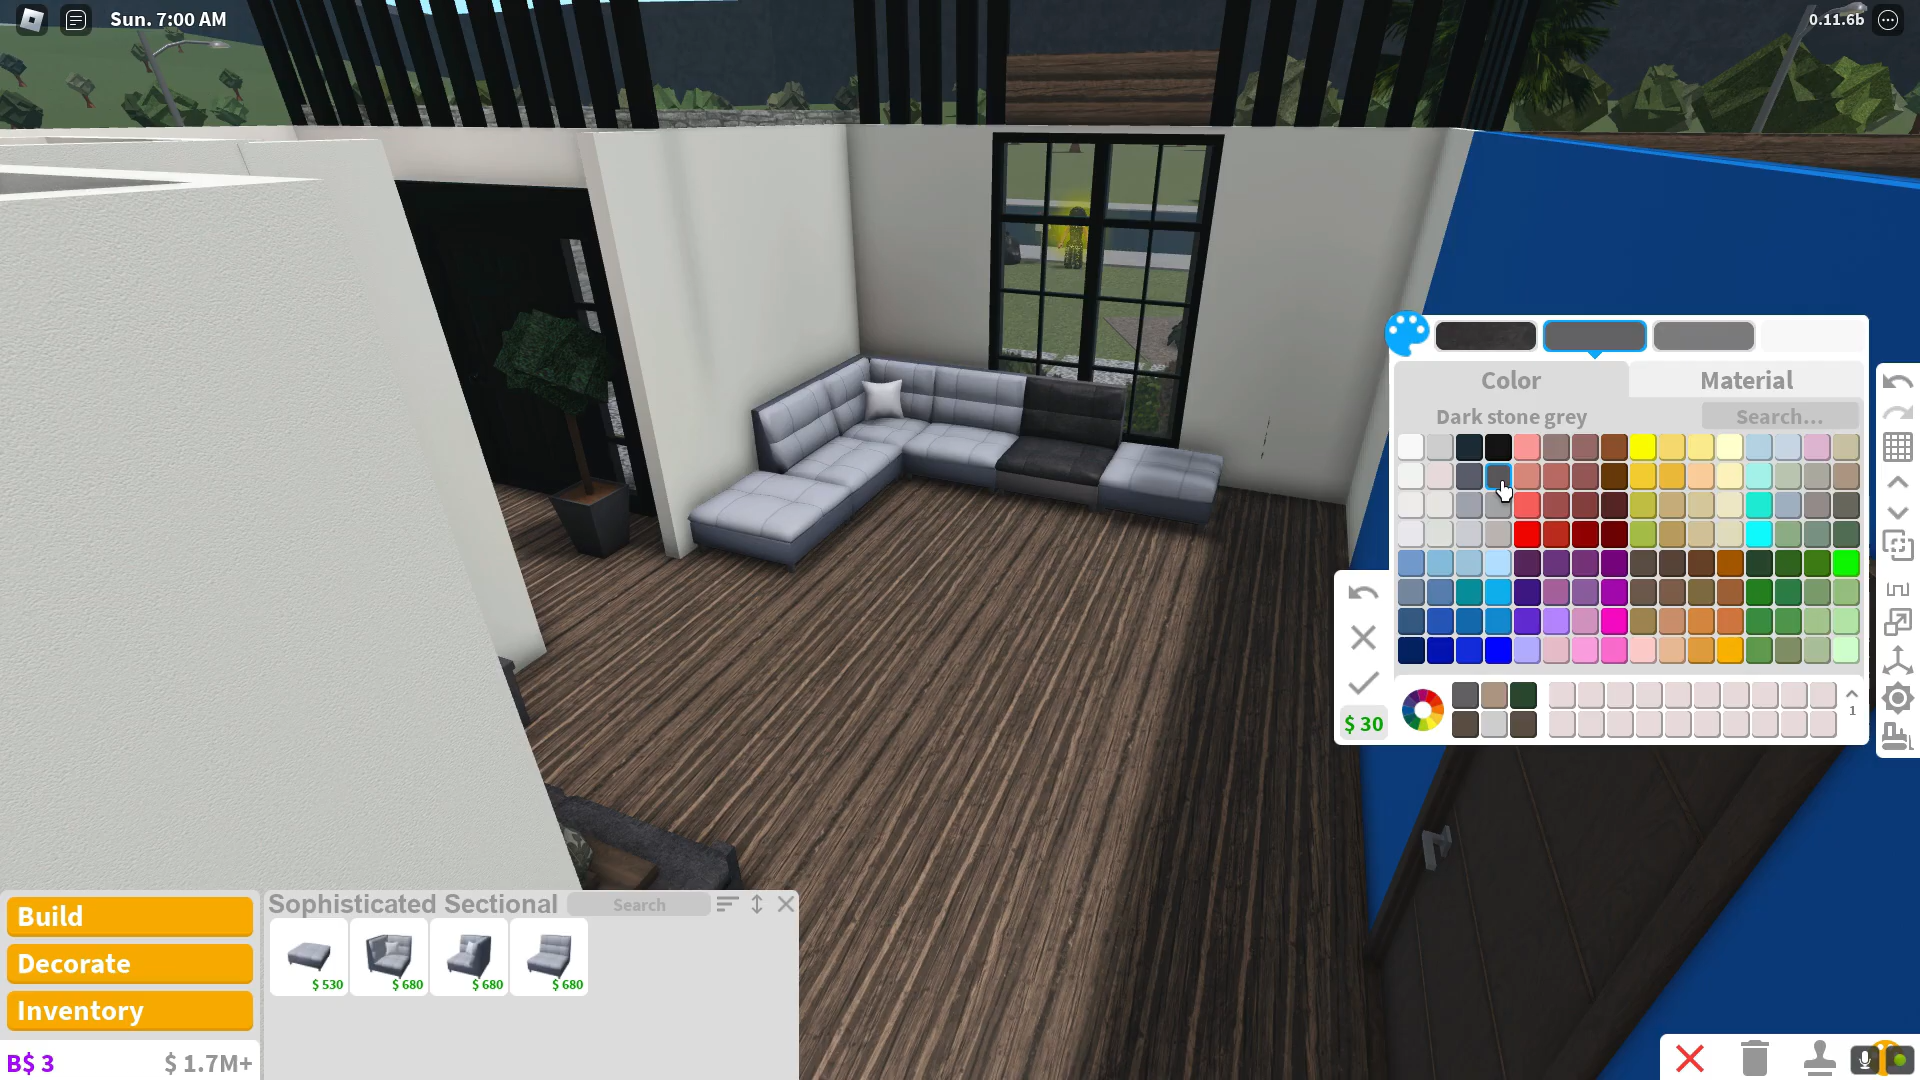 Sun. 7:00 AM
0.11.6b
Color
Material
Dark stone grey
Search...
$ 30
1
Build
Decorate
Inventory
B$ 3
$ 1.7M+
Sophisticated Sectional
Search
$ 530
$ 680
$ 680
$ 680